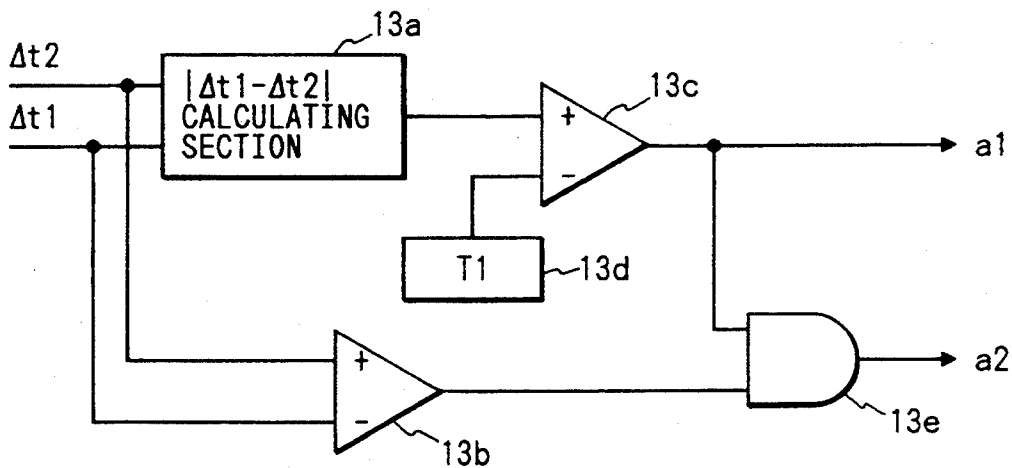 13a
Δt2
|Δt1-Δt2|
CALCULATING
SECTION
Δt1
13c
+
-
a1
T1
13d
+
-
13b
a2
13e